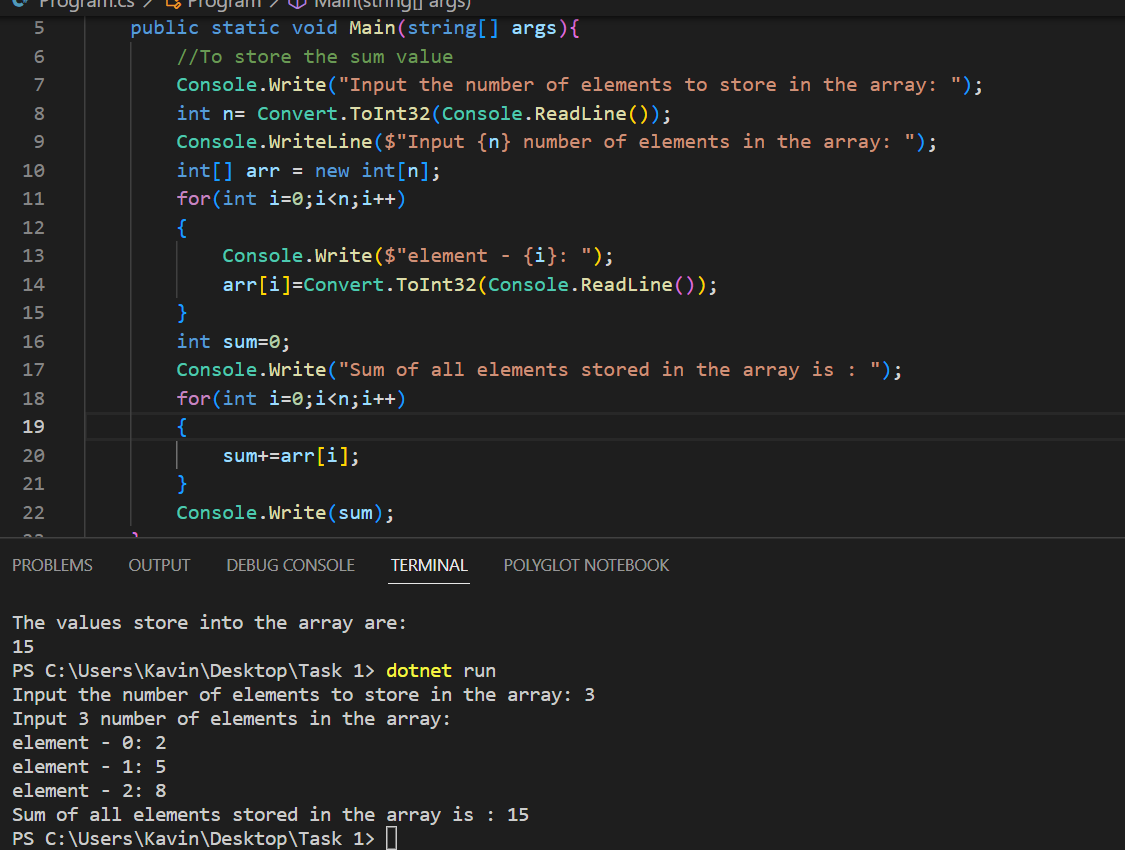 Program.cs > Program > Main(string[] args)
5 public static void Main(string[] args){
6 //To store the sum value
7 Console.Write("Input the number of elements to store in the array: ");
8 int n= Convert.ToInt32(Console.ReadLine());
9 Console.WriteLine($"Input {n} number of elements in the array: ");
10 int[] arr = new int[n];
11 for(int i=0;i<n;i++)
12 {
13 Console.Write($"element - {i}: ");
14 arr[i]=Convert.ToInt32(Console.ReadLine());
15 }
16 int sum=0;
17 Console.Write("Sum of all elements stored in the array is : ");
18 for(int i=0;i<n;i++)
19 {
20 sum+=arr[i];
21 }
22 Console.Write(sum);
PROBLEMS OUTPUT DEBUG CONSOLE TERMINAL POLYGLOT NOTEBOOK
The values store into the array are:
15
PS C:\Users\Kavin\Desktop\Task 1> dotnet run
Input the number of elements to store in the array: 3
Input 3 number of elements in the array:
element - 0: 2
element - 1: 5
element - 2: 8
Sum of all elements stored in the array is : 15
PS C:\Users\Kavin\Desktop\Task 1>